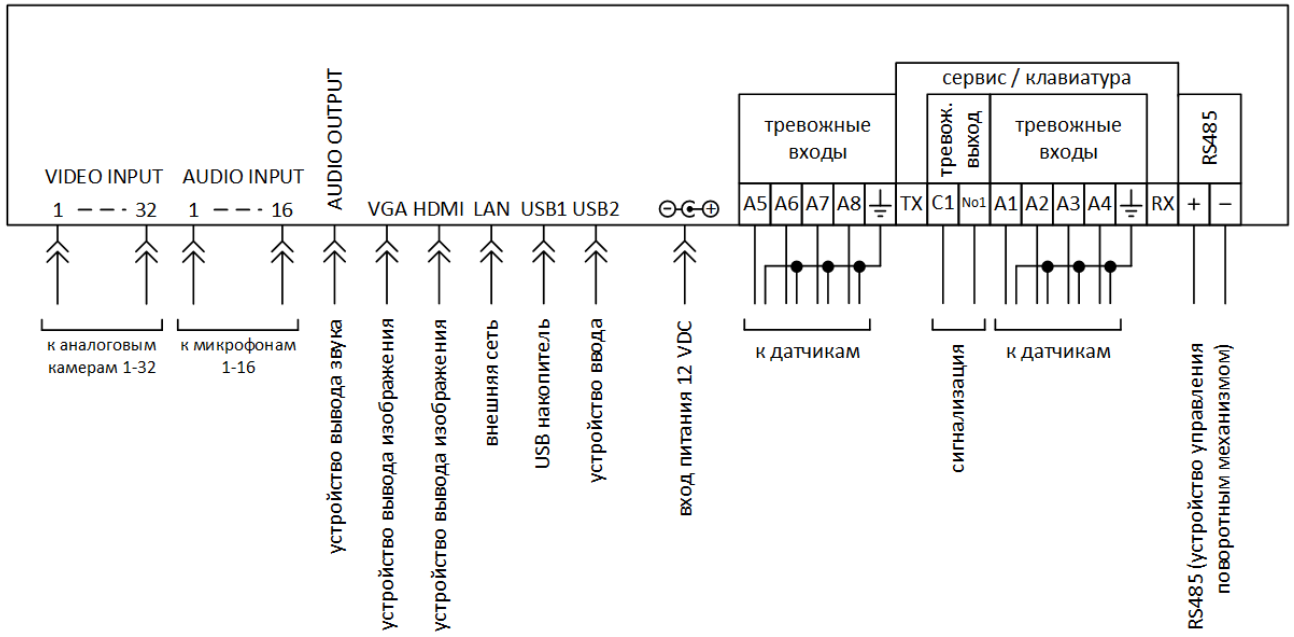 сервис / клавиатура
тревожные
входы
тревож.
выход
тревожные
входы
RS485
AUDIO OUTPUT
VIDEO INPUT
AUDIO INPUT
1 --- 32
1 --- 16
VGA HDMI LAN USB1 USB2
A5 A6 A7 A8 TX C1 No1 A1 A2 A3 A4 RX + −
к аналоговым
камерам 1-32
к микрофонам
1-16
устройство вывода звука
устройство вывода изображения
устройство вывода изображения
внешняя сеть
USB накопитель
устройство ввода
вход питания 12 VDC
к датчикам
сигнализация
к датчикам
RS485 (устройство управления
поворотным механизмом)